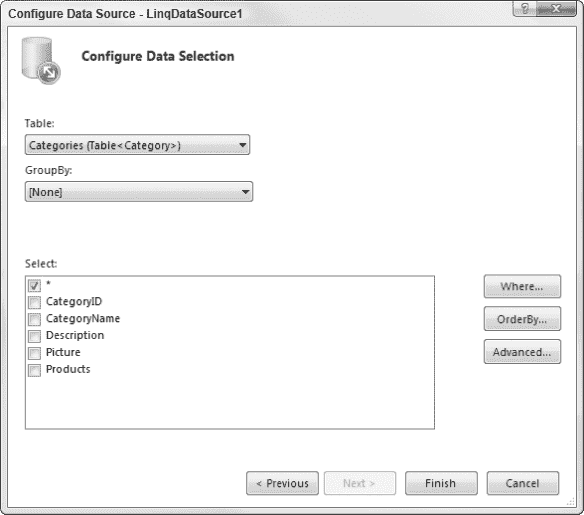 Configure Data Source - LinqDataSource1
Configure Data Selection
Table:
Categories (Table<Category>)
GroupBy:
[None]
Select:
*
CategoryID
CategoryName
Description
Picture
Products
Where...
OrderBy...
Advanced...
< Previous
Next >
Finish
Cancel